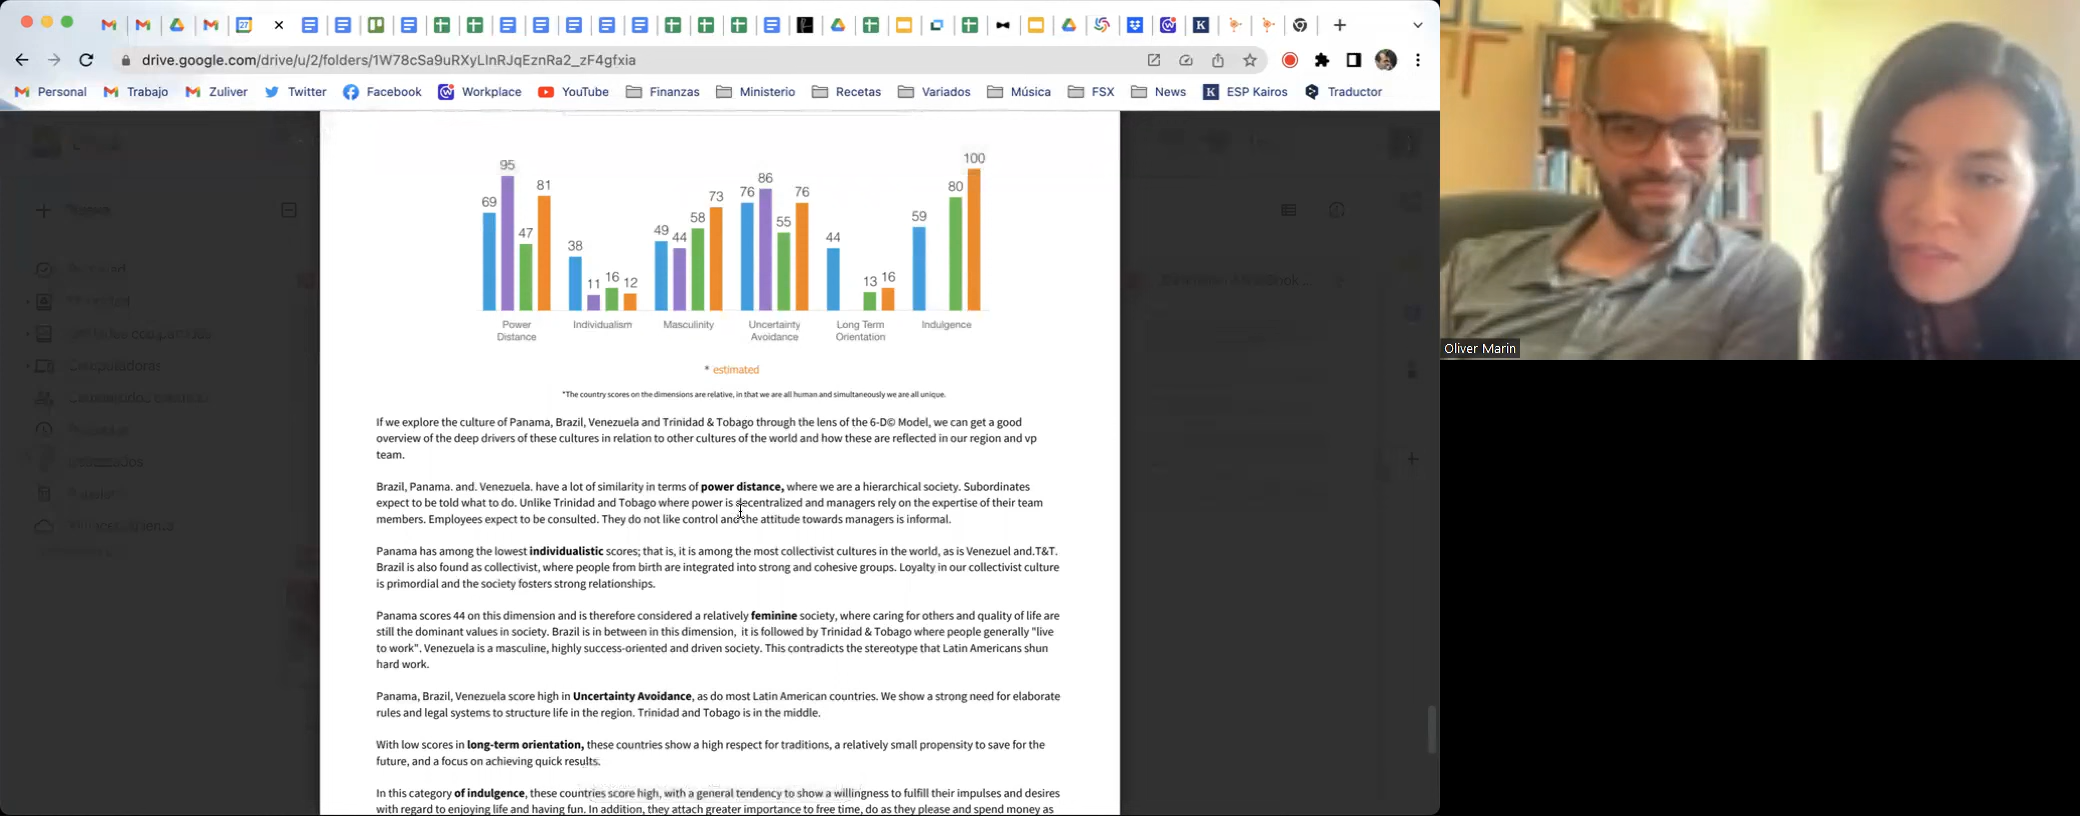 drive.google.com/drive/u/2/folders/1W78cSa9uRXyLlnRJqEznRa2_zF4gfxia
Personal Trabajo Zuliver Twitter Facebook Workplace YouTube Finanzas Ministerio Recetas Variados Música FSX News ESP Kairos Traductor
69 95 47 81
38 11 16 12
49 44 58 73
76 86 55 76
44 13 16
59 80 100
Power Distance
Individualism
Masculinity
Uncertainty Avoidance
Long Term Orientation
Indulgence
* estimated
*The country scores on the dimensions are relative, in that we are all human and simultaneously we are all unique.
If we explore the culture of Panama, Brazil, Venezuela and Trinidad & Tobago through the lens of the 6-D© Model, we can get a good
overview of the deep drivers of these cultures in relation to other cultures of the world and how these are reflected in our region and vp
team.
Brazil, Panama. and. Venezuela. have a lot of similarity in terms of power distance, where we are a hierarchical society. Subordinates
expect to be told what to do. Unlike Trinidad and Tobago where power is decentralized and managers rely on the expertise of their team
members. Employees expect to be consulted. They do not like control and the attitude towards managers is informal.
Panama has among the lowest individualistic scores; that is, it is among the most collectivist cultures in the world, as is Venezuel and.T&T.
Brazil is also found as collectivist, where people from birth are integrated into strong and cohesive groups. Loyalty in our collectivist culture
is primordial and the society fosters strong relationships.
Panama scores 44 on this dimension and is therefore considered a relatively feminine society, where caring for others and quality of life are
still the dominant values in society. Brazil is in between in this dimension, it is followed by Trinidad & Tobago where people generally "live
to work". Venezuela is a masculine, highly success-oriented and driven society. This contradicts the stereotype that Latin Americans shun
hard work.
Panama, Brazil, Venezuela score high in Uncertainty Avoidance, as do most Latin American countries. We show a strong need for elaborate
rules and legal systems to structure life in the region. Trinidad and Tobago is in the middle.
With low scores in long-term orientation, these countries show a high respect for traditions, a relatively small propensity to save for the
future, and a focus on achieving quick results.
In this category of indulgence, these countries score high, with a general tendency to show a willingness to fulfill their impulses and desires
with regard to enjoying life and having fun. In addition, they attach greater importance to free time, do as they please and spend money as
Oliver Marin